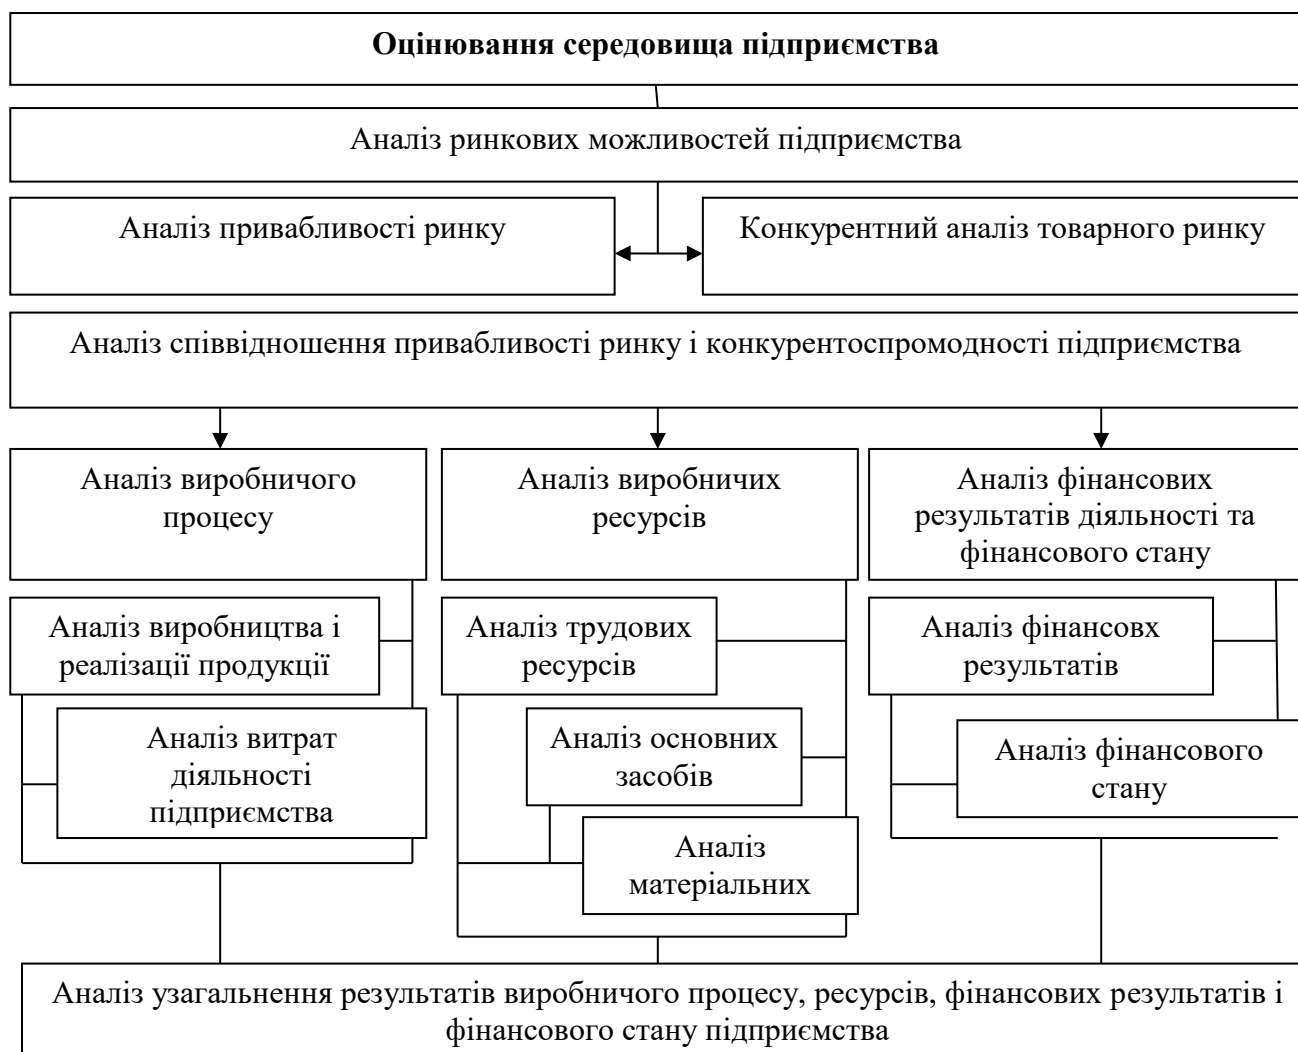 Оцінювання середовища підприємства
Аналіз ринкових можливостей підприємства
Аналіз привабливості ринку
Конкурентний аналіз товарного ринку
Аналіз співвідношення привабливості ринку і конкурентоспромодності підприємства
Аналіз виробничого
процесу
Аналіз виробничих
ресурсів
Аналіз фінансових
результатів діяльності та
фінансового стану
Аналіз виробництва і
реалізації продукції
Аналіз трудових
ресурсів
Аналіз фінансовх
результатів
Аналіз витрат
діяльності
підприємства
Аналіз основних
засобів
Аналіз фінансового
стану
Аналіз
матеріальних
Аналіз узагальнення результатів виробничого процесу, ресурсів, фінансових результатів і
фінансового стану підприємства